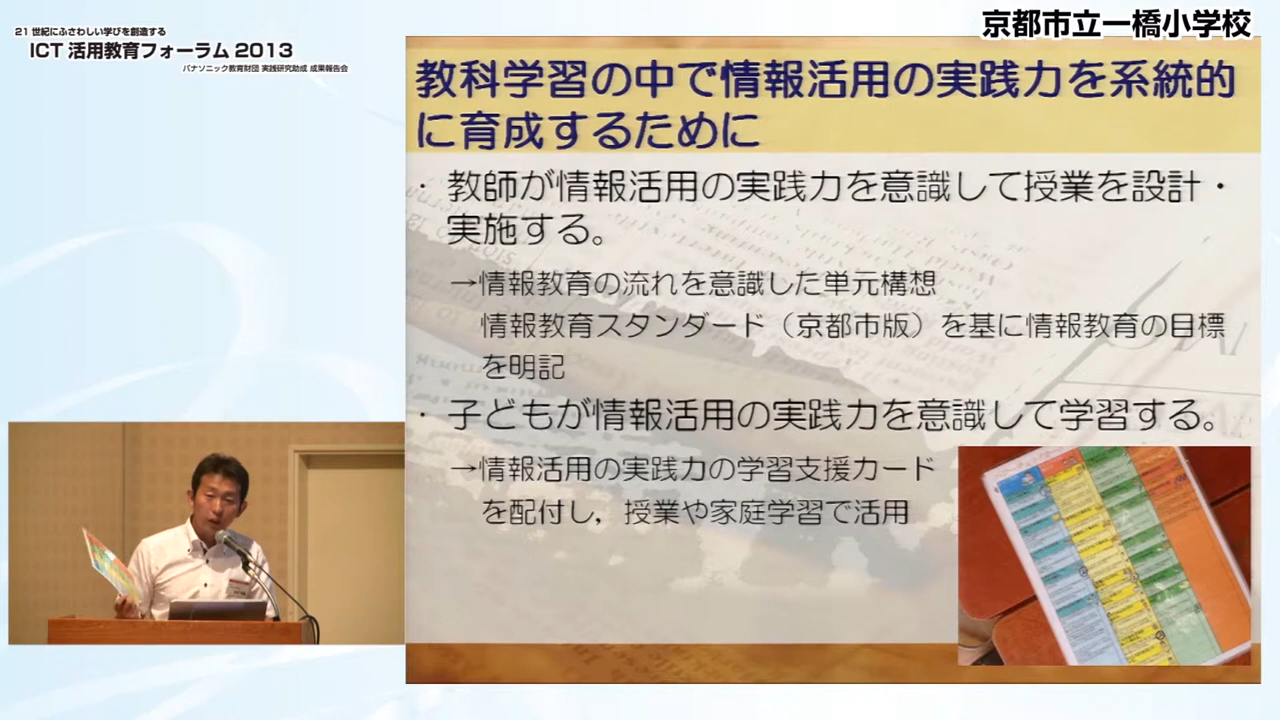 21世紀にふさわしい学びを創造する
ICT 活用教育フォーラム 2013
パナソニック教育財団 実践研究助成 成果報告会
京都市立一橋小学校
教科学習の中で情報活用の実践力を系統的
に育成するために
・ 教師が情報活用の実践力を意識して授業を設計・
実施する。
→情報教育の流れを意識した単元構想
情報教育スタンダード（京都市版）を基に情報教育の目標
を明記
・ 子どもが情報活用の実践力を意識して学習する。
→情報活用の実践力の学習支援カード
を配付し，授業や家庭学習で活用